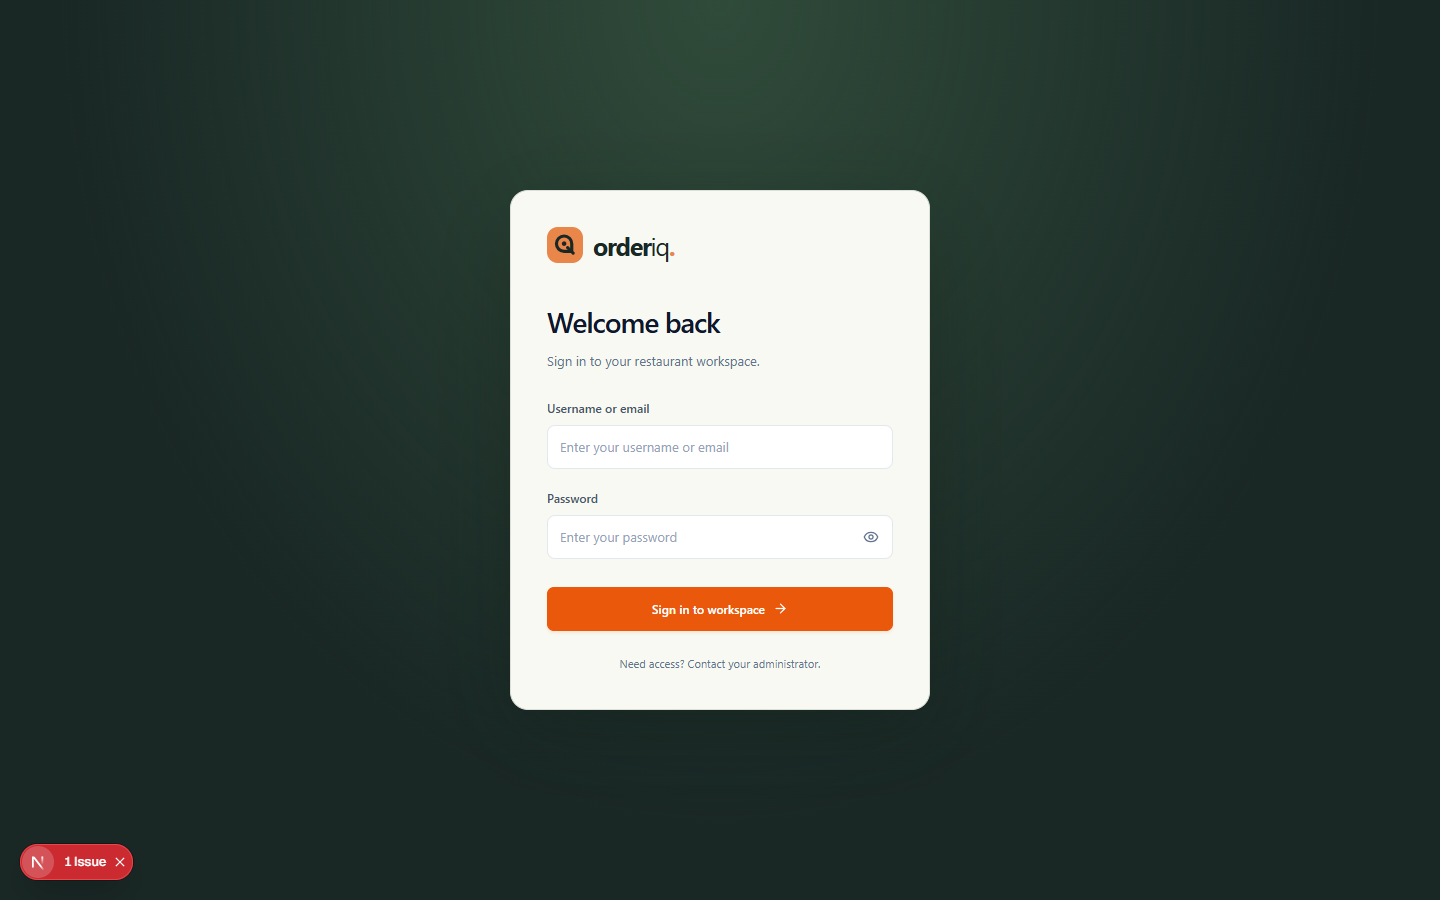 orderiq.
Welcome back
Sign in to your restaurant workspace.
Username or email
Enter your username or email
Password
Enter your password
Sign in to workspace →
Need access? Contact your administrator.
N 1 Issue ×